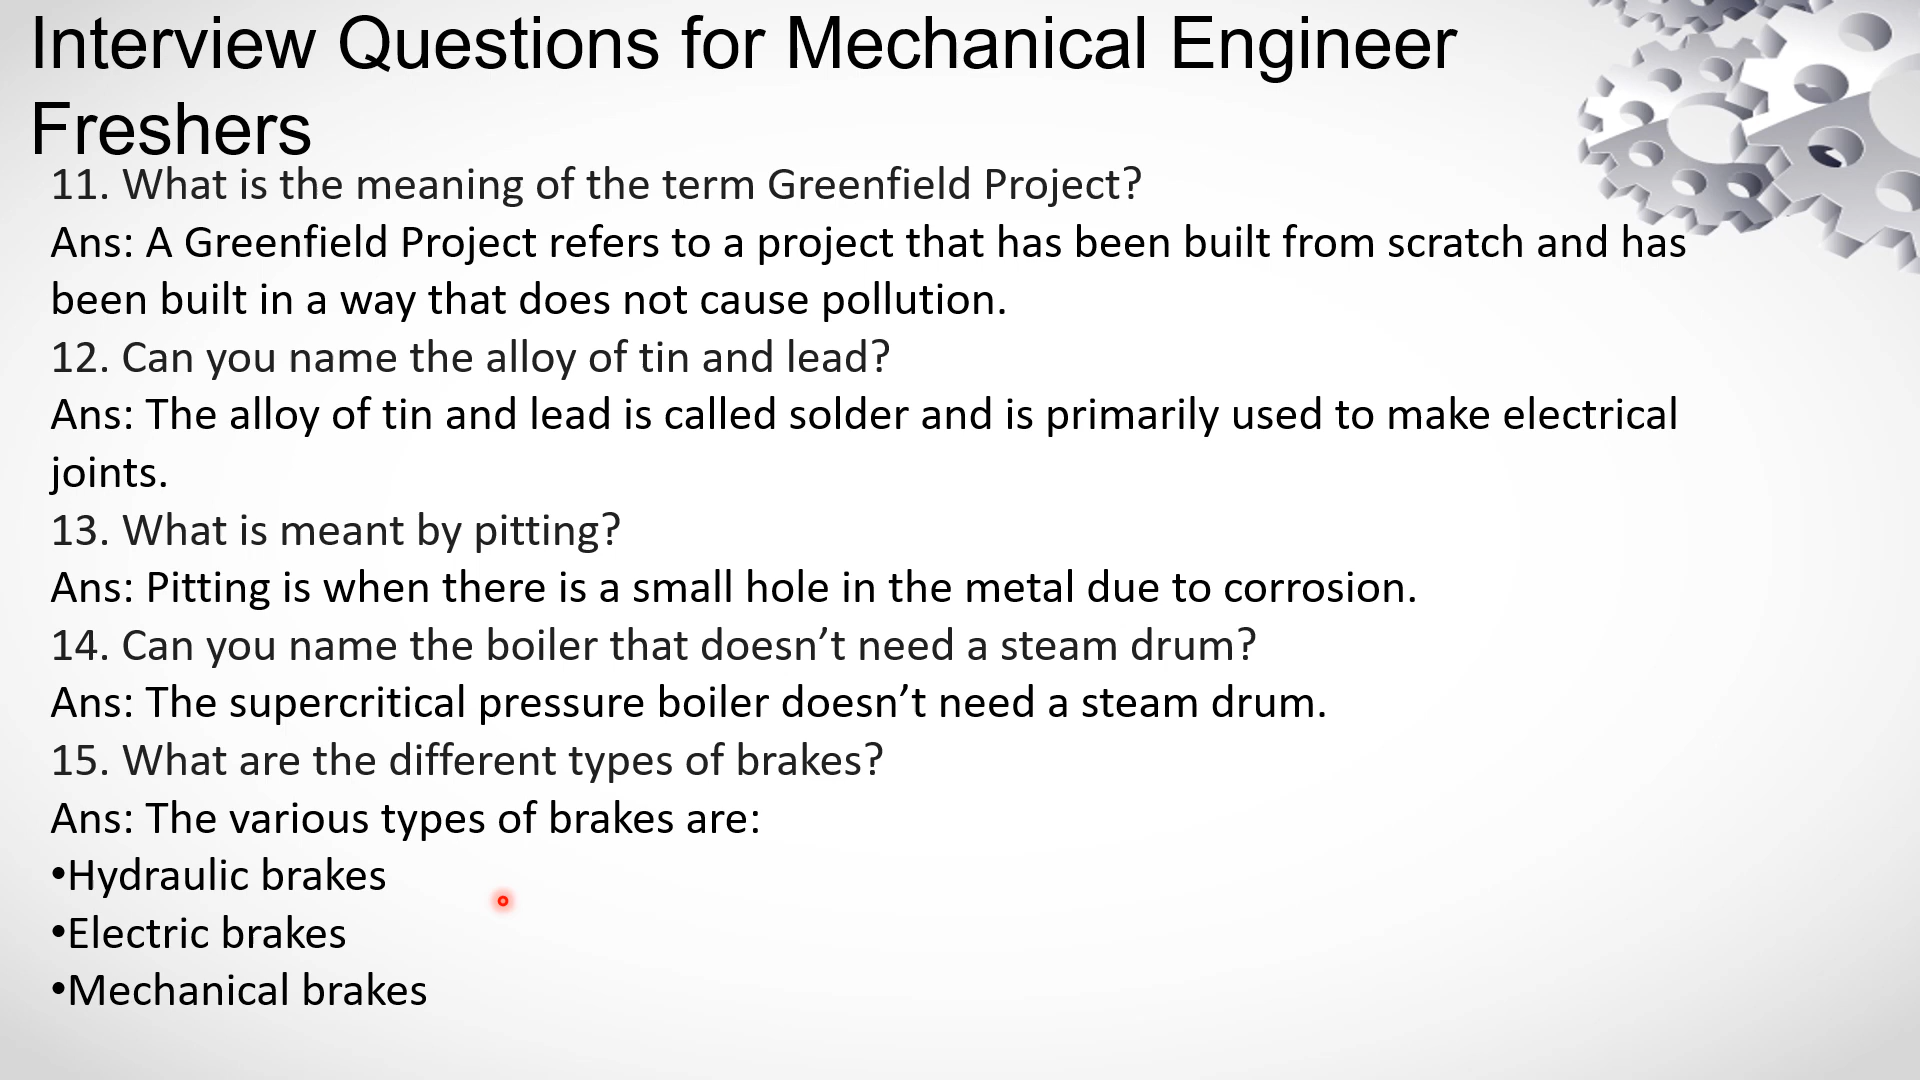 Interview Questions for Mechanical Engineer
Freshers
11. What is the meaning of the term Greenfield Project?
Ans: A Greenfield Project refers to a project that has been built from scratch and has
been built in a way that does not cause pollution.
12. Can you name the alloy of tin and lead?
Ans: The alloy of tin and lead is called solder and is primarily used to make electrical
joints.
13. What is meant by pitting?
Ans: Pitting is when there is a small hole in the metal due to corrosion.
14. Can you name the boiler that doesn’t need a steam drum?
Ans: The supercritical pressure boiler doesn’t need a steam drum.
15. What are the different types of brakes?
Ans: The various types of brakes are:
•Hydraulic brakes
•Electric brakes
•Mechanical brakes